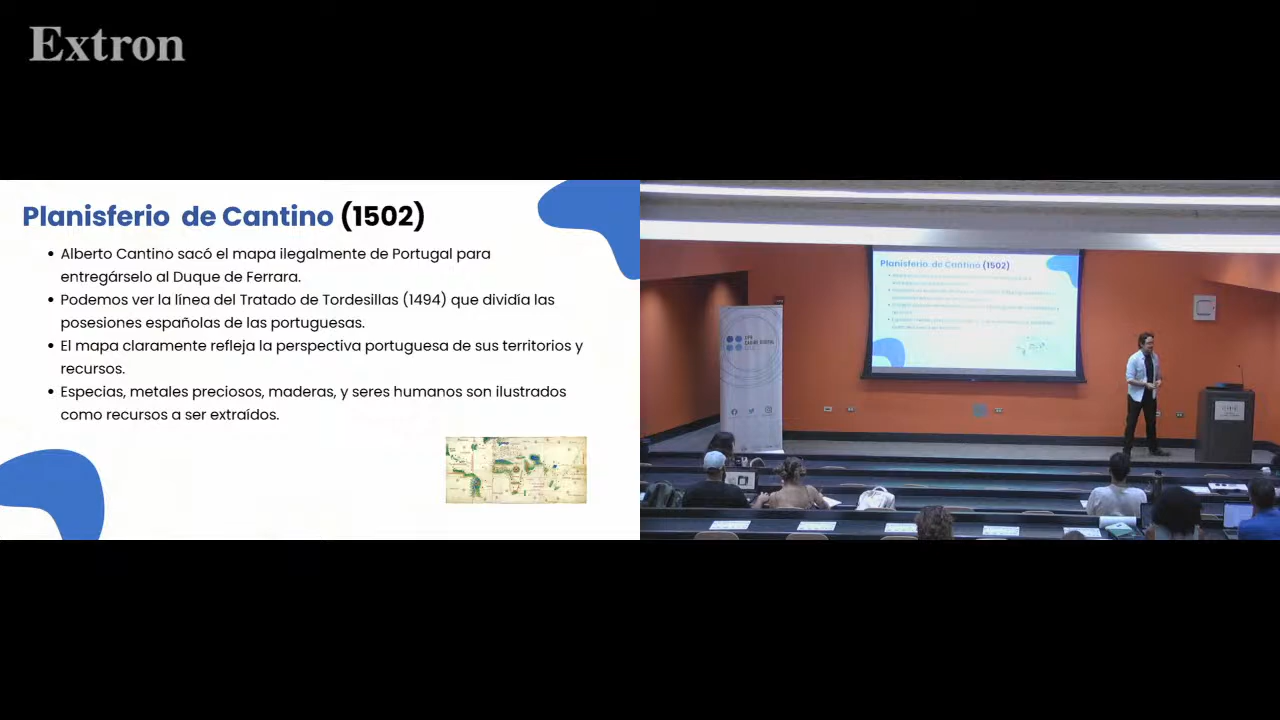 Extron
Planisferio de Cantino (1502)
• Alberto Cantino sacó el mapa ilegalmente de Portugal para
entregárselo al Duque de Ferrara.
• Podemos ver la línea del Tratado de Tordesillas (1494) que dividía las
posesiones españolas de las portuguesas.
• El mapa claramente refleja la perspectiva portuguesa de sus territorios y
recursos.
• Especias, metales preciosos, maderas, y seres humanos son ilustrados
como recursos a ser extraídos.
Planisferio de Cantino (1502)
CARIBE DIGITAL